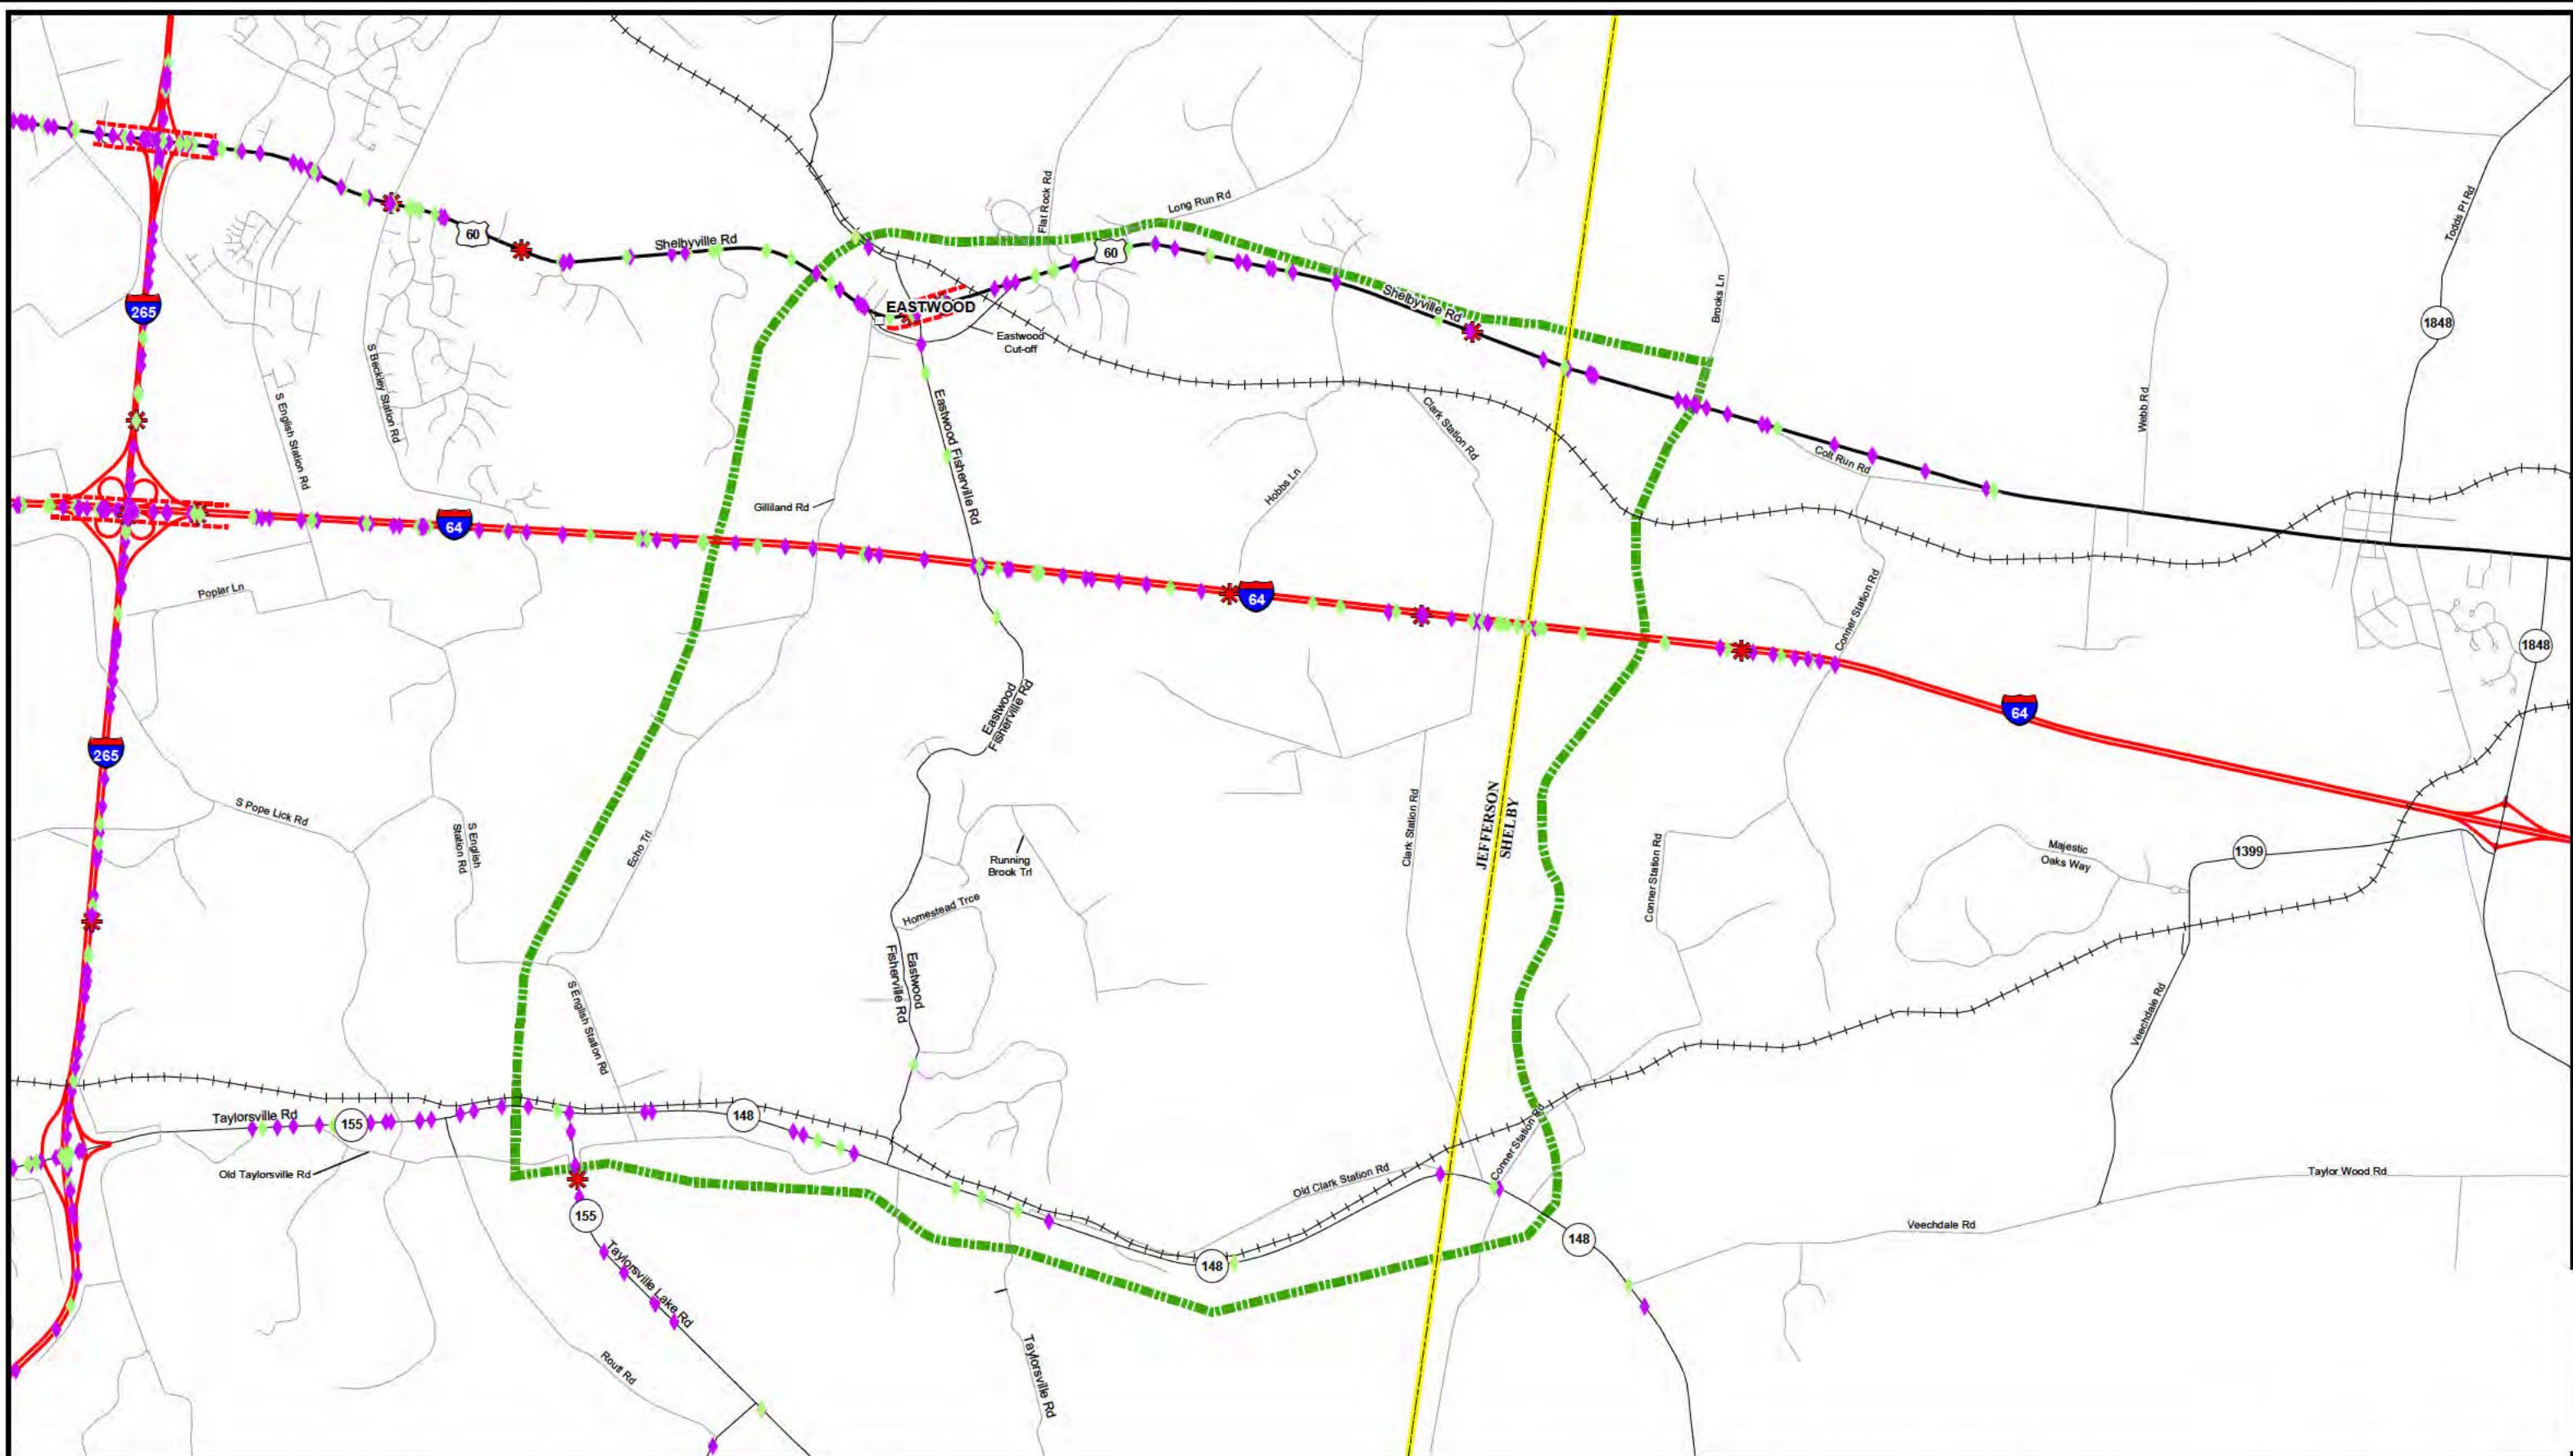 Long Run Rd
Flat Rock Rd
Todds Pt Rd
60
Shelbyville Rd
60
Brooks Ln
265
EASTWOOD
Shelbyville Rd
1848
Eastwood
Cut-off
S Beckley Station Rd
S English Station Rd
Eastwood Fisherville Rd
Clark Station Rd
Webb Rd
Colt Run Rd
Hobbs Ln
Gilliland Rd
64
64
Poplar Ln
Conner Station Rd
1848
Eastwood
Fisherville Rd
64
265
S Pope Lick Rd
S English
Station Rd
Echo Trl
Running
Brook Trl
Clark Station Rd
JEFFERSON
SHELBY
Conner Station Rd
Majestic
Oaks Way
1399
Homestead Trce
Eastwood
Fisherville Rd
S English Station Rd
Veechdale Rd
Taylorsville Rd
155
148
Old Taylorsville Rd
Conner Station Rd
Old Clark Station Rd
Taylor Wood Rd
155
Veechdale Rd
148
148
Taylorsville Lake Rd
Routt Rd
Taylorsville Rd